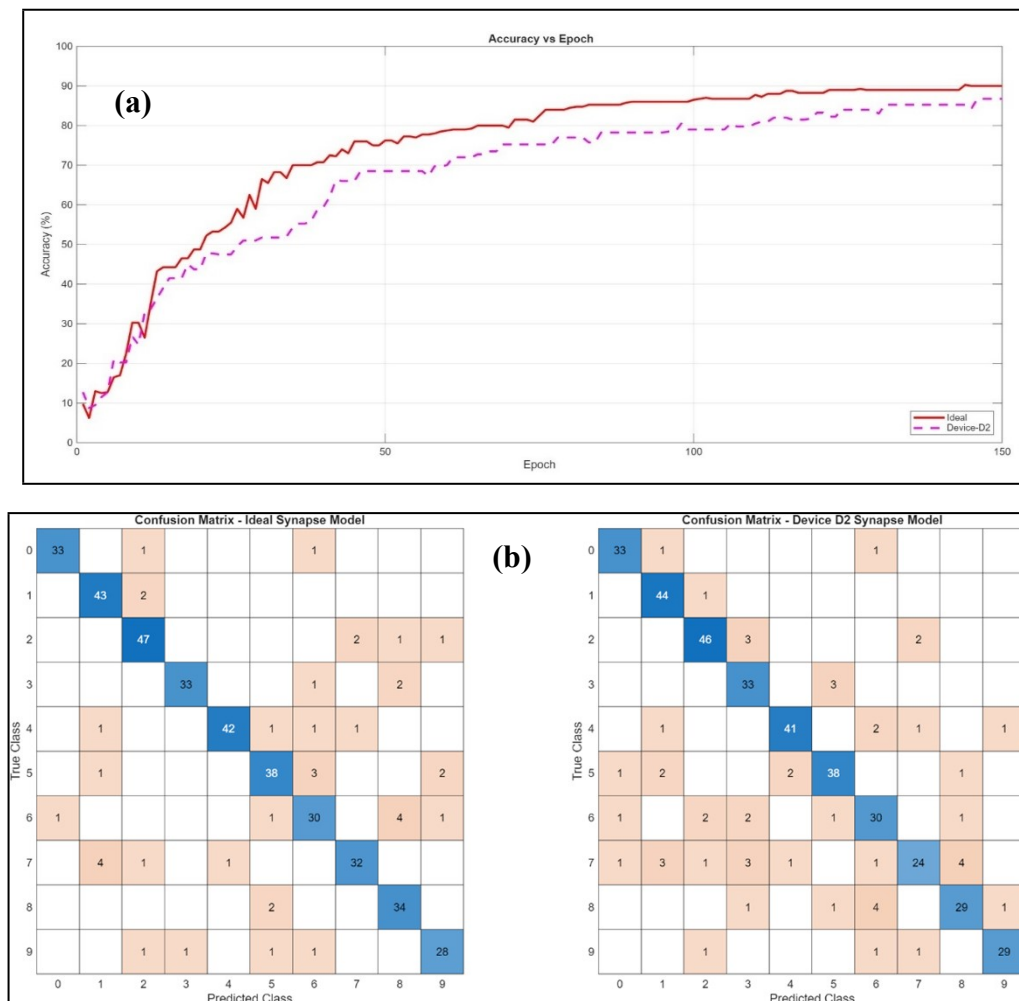 Accuracy vs Epoch
(a)
100
90
80
70
60
50
40
30
20
10
0
Accuracy (%)
0 50 100 150
Epoch
Ideal
Device-D2
(b)
Confusion Matrix - Ideal Synapse Model
True Class
0 33 1 1
1 43 2
2 47 2 1 1
3 33 1 2
4 1 42 1 1 1
5 1 38 3 2
6 1 1 30 4 1
7 4 1 1 32
8 2 34
9 1 1 1 1 28
0 1 2 3 4 5 6 7 8 9
Predicted Class
Confusion Matrix - Device D2 Synapse Model
True Class
0 33 1 1
1 44 1
2 46 3 2
3 33 3
4 1 41 2 1 1
5 1 2 2 38 1
6 1 2 2 1 30 1
7 1 3 1 3 1 1 24 4
8 1 1 4 29 1
9 1 1 1 29
0 1 2 3 4 5 6 7 8 9
Predicted Class